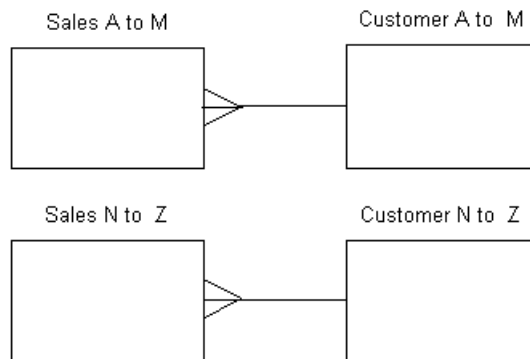 Sales A to M
Customer A to M
Sales N to Z
Customer N to Z